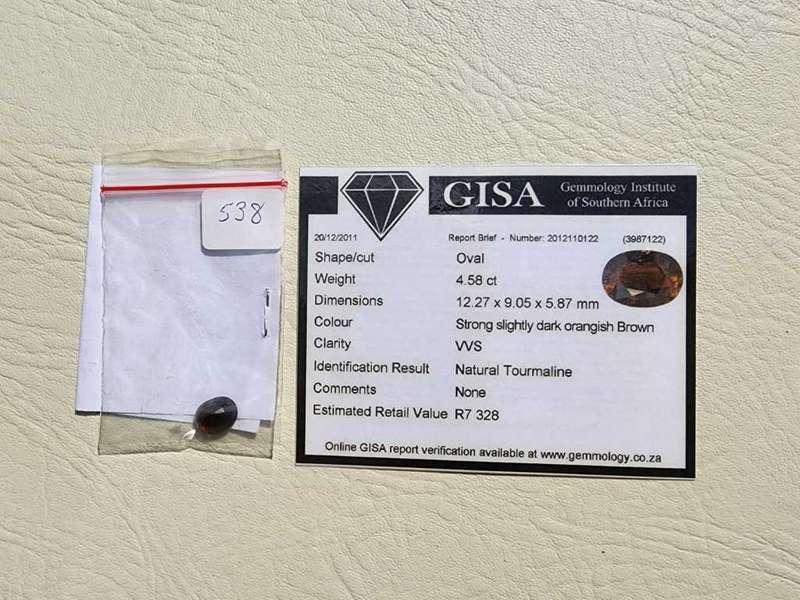 538
GISA
Gemmology Institute
of Southern Africa
20/12/2011 Report Brief - Number: 2012110122 (3987122)
Shape/cut Oval
Weight 4.58 ct
Dimensions 12.27 x 9.05 x 5.87 mm
Colour Strong slightly dark orangish Brown
Clarity VVS
Identification Result Natural Tourmaline
Comments None
Estimated Retail Value R7 328
Online GISA report verification available at www.gemmology.co.za